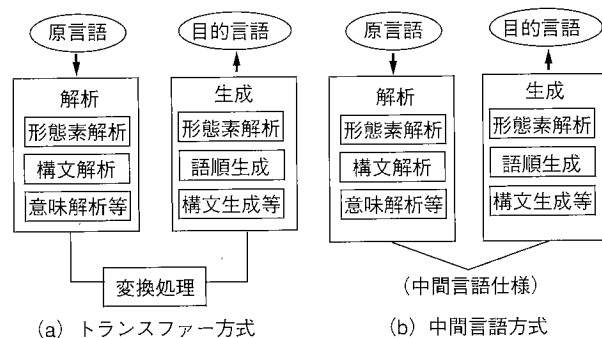 原言語
目的言語
解析
形態素解析
構文解析
意味解析等
生成
形態素解析
語順生成
構文生成等
変換処理
(a) トランスファー方式
原言語
目的言語
解析
形態素解析
構文解析
意味解析等
生成
形態素解析
語順生成
構文生成等
(中間言語仕様)
(b) 中間言語方式